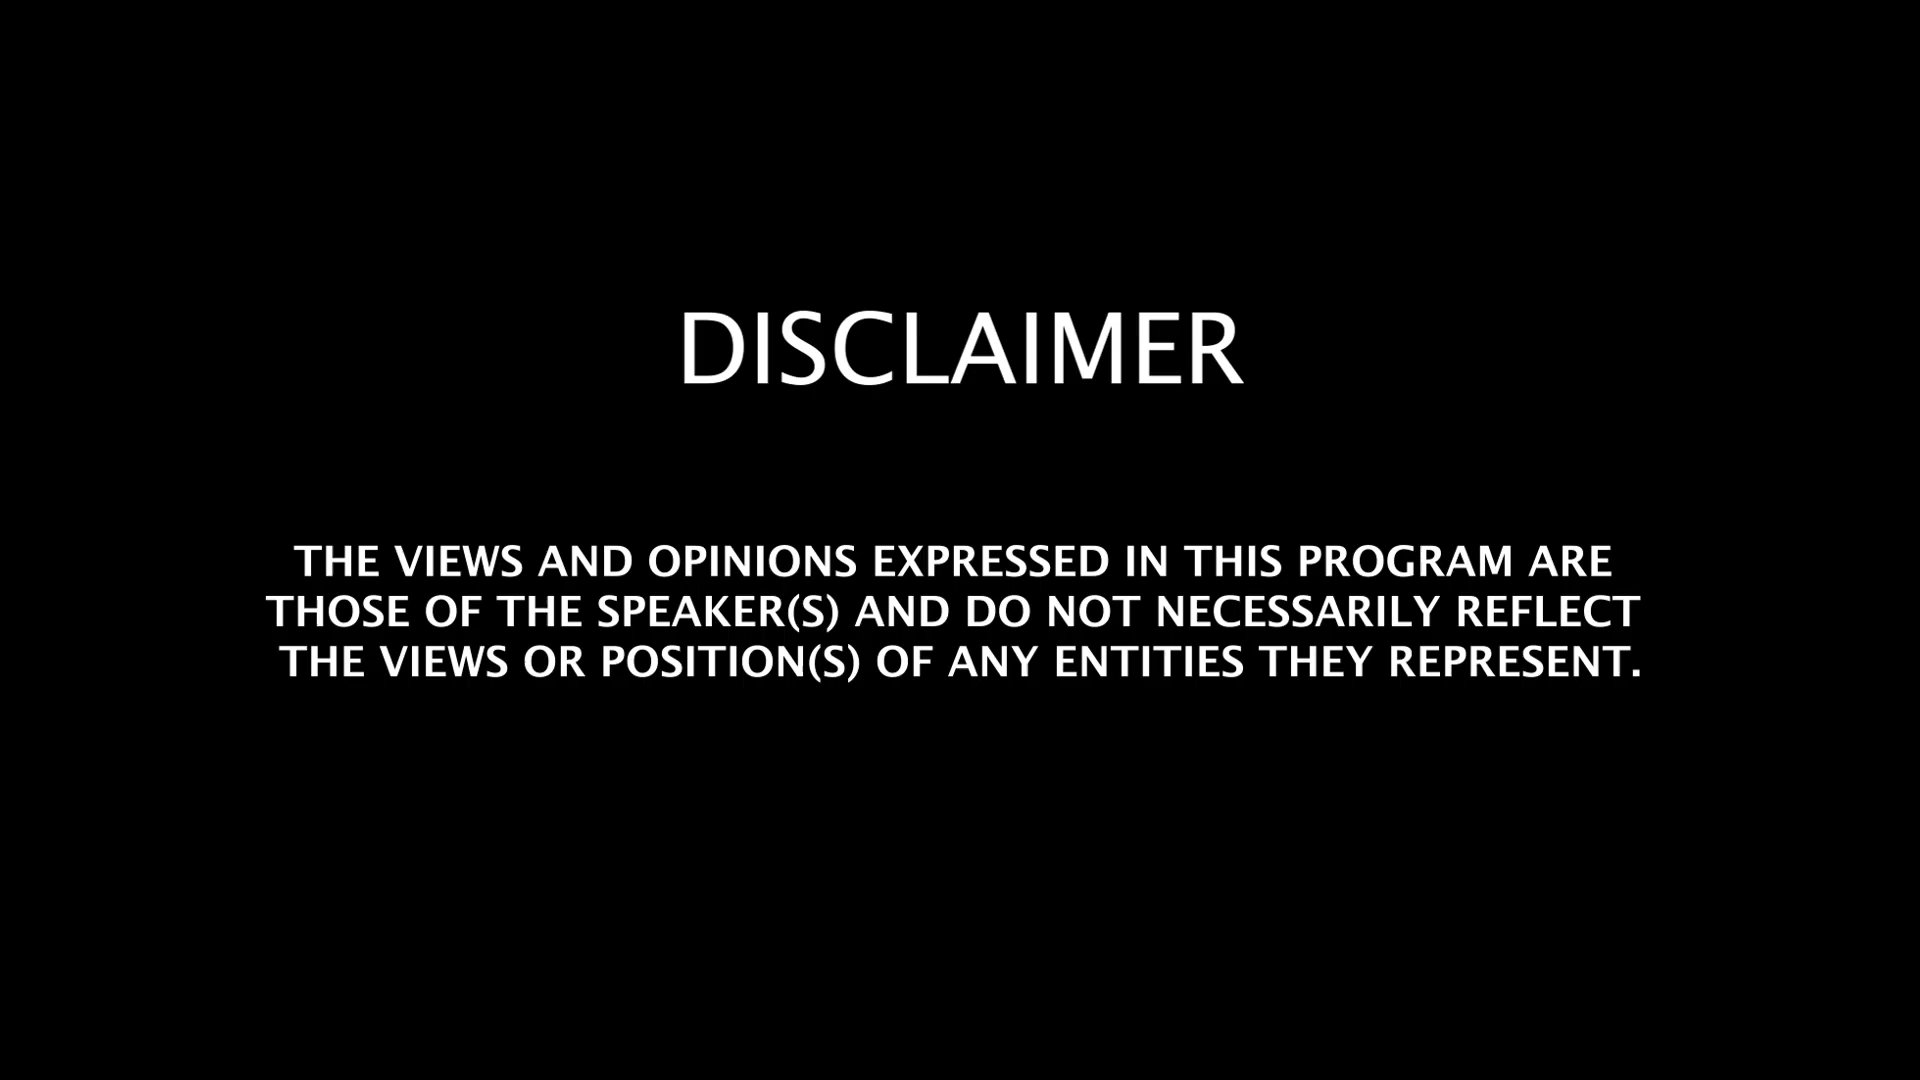 DISCLAIMER
THE VIEWS AND OPINIONS EXPRESSED IN THIS PROGRAM ARE
THOSE OF THE SPEAKER(S) AND DO NOT NECESSARILY REFLECT
THE VIEWS OR POSITION(S) OF ANY ENTITIES THEY REPRESENT.